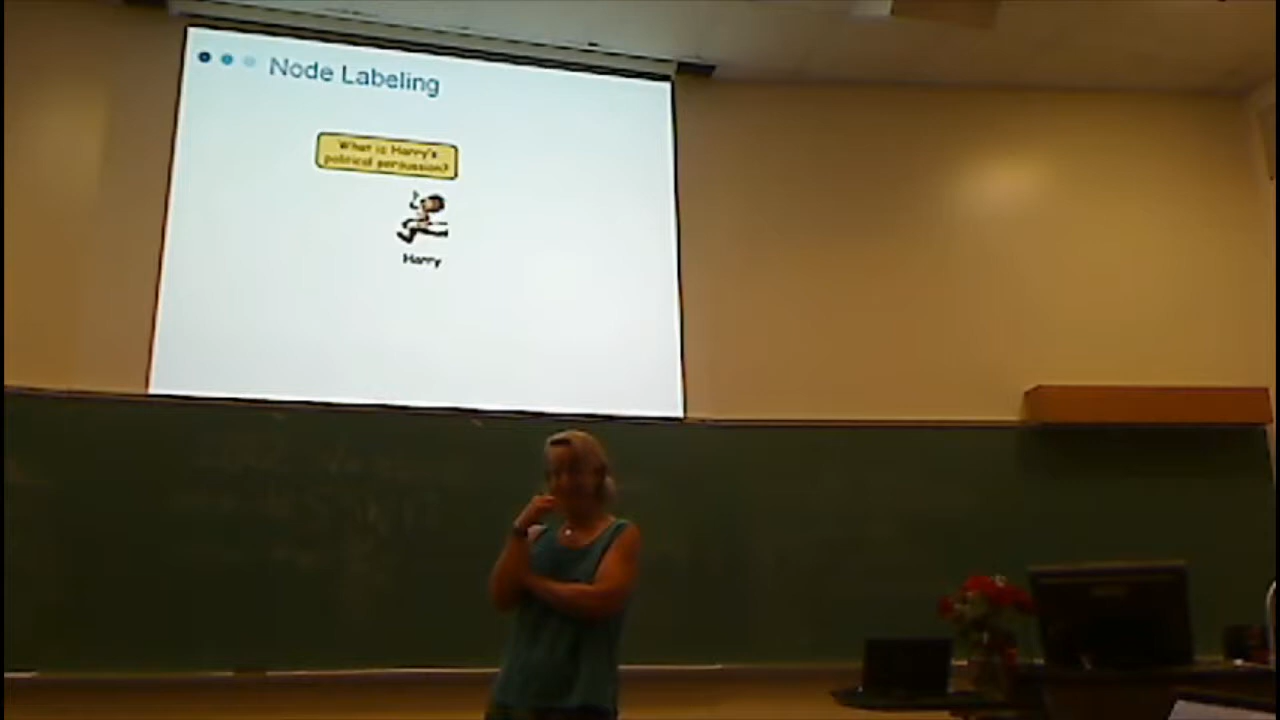 Node Labeling
What is Harry's
political persuasion?
Harry